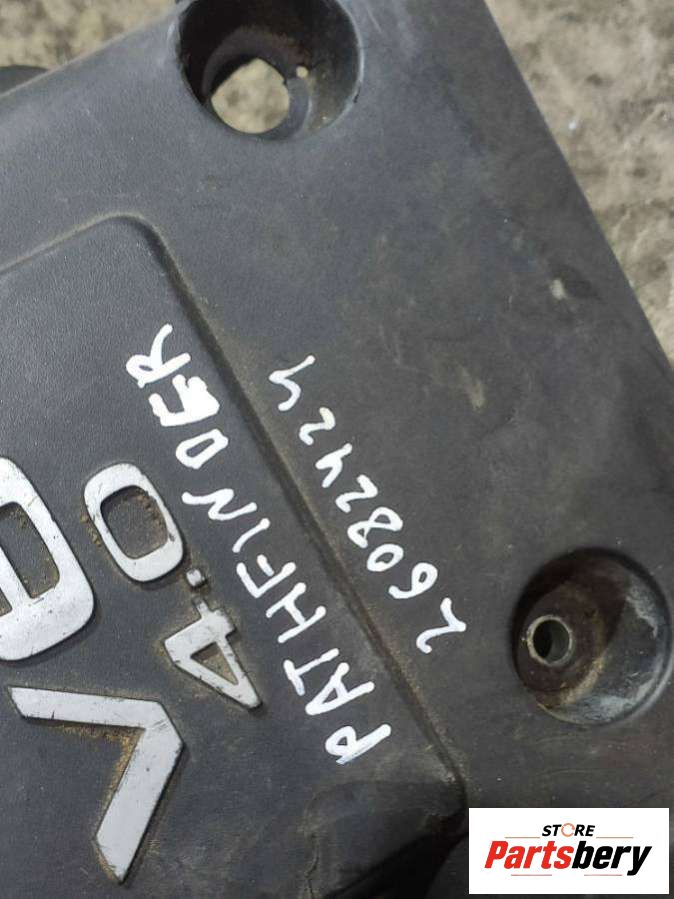 PATHFINDER
26082424
V6
4.0
STORE
Partsbery